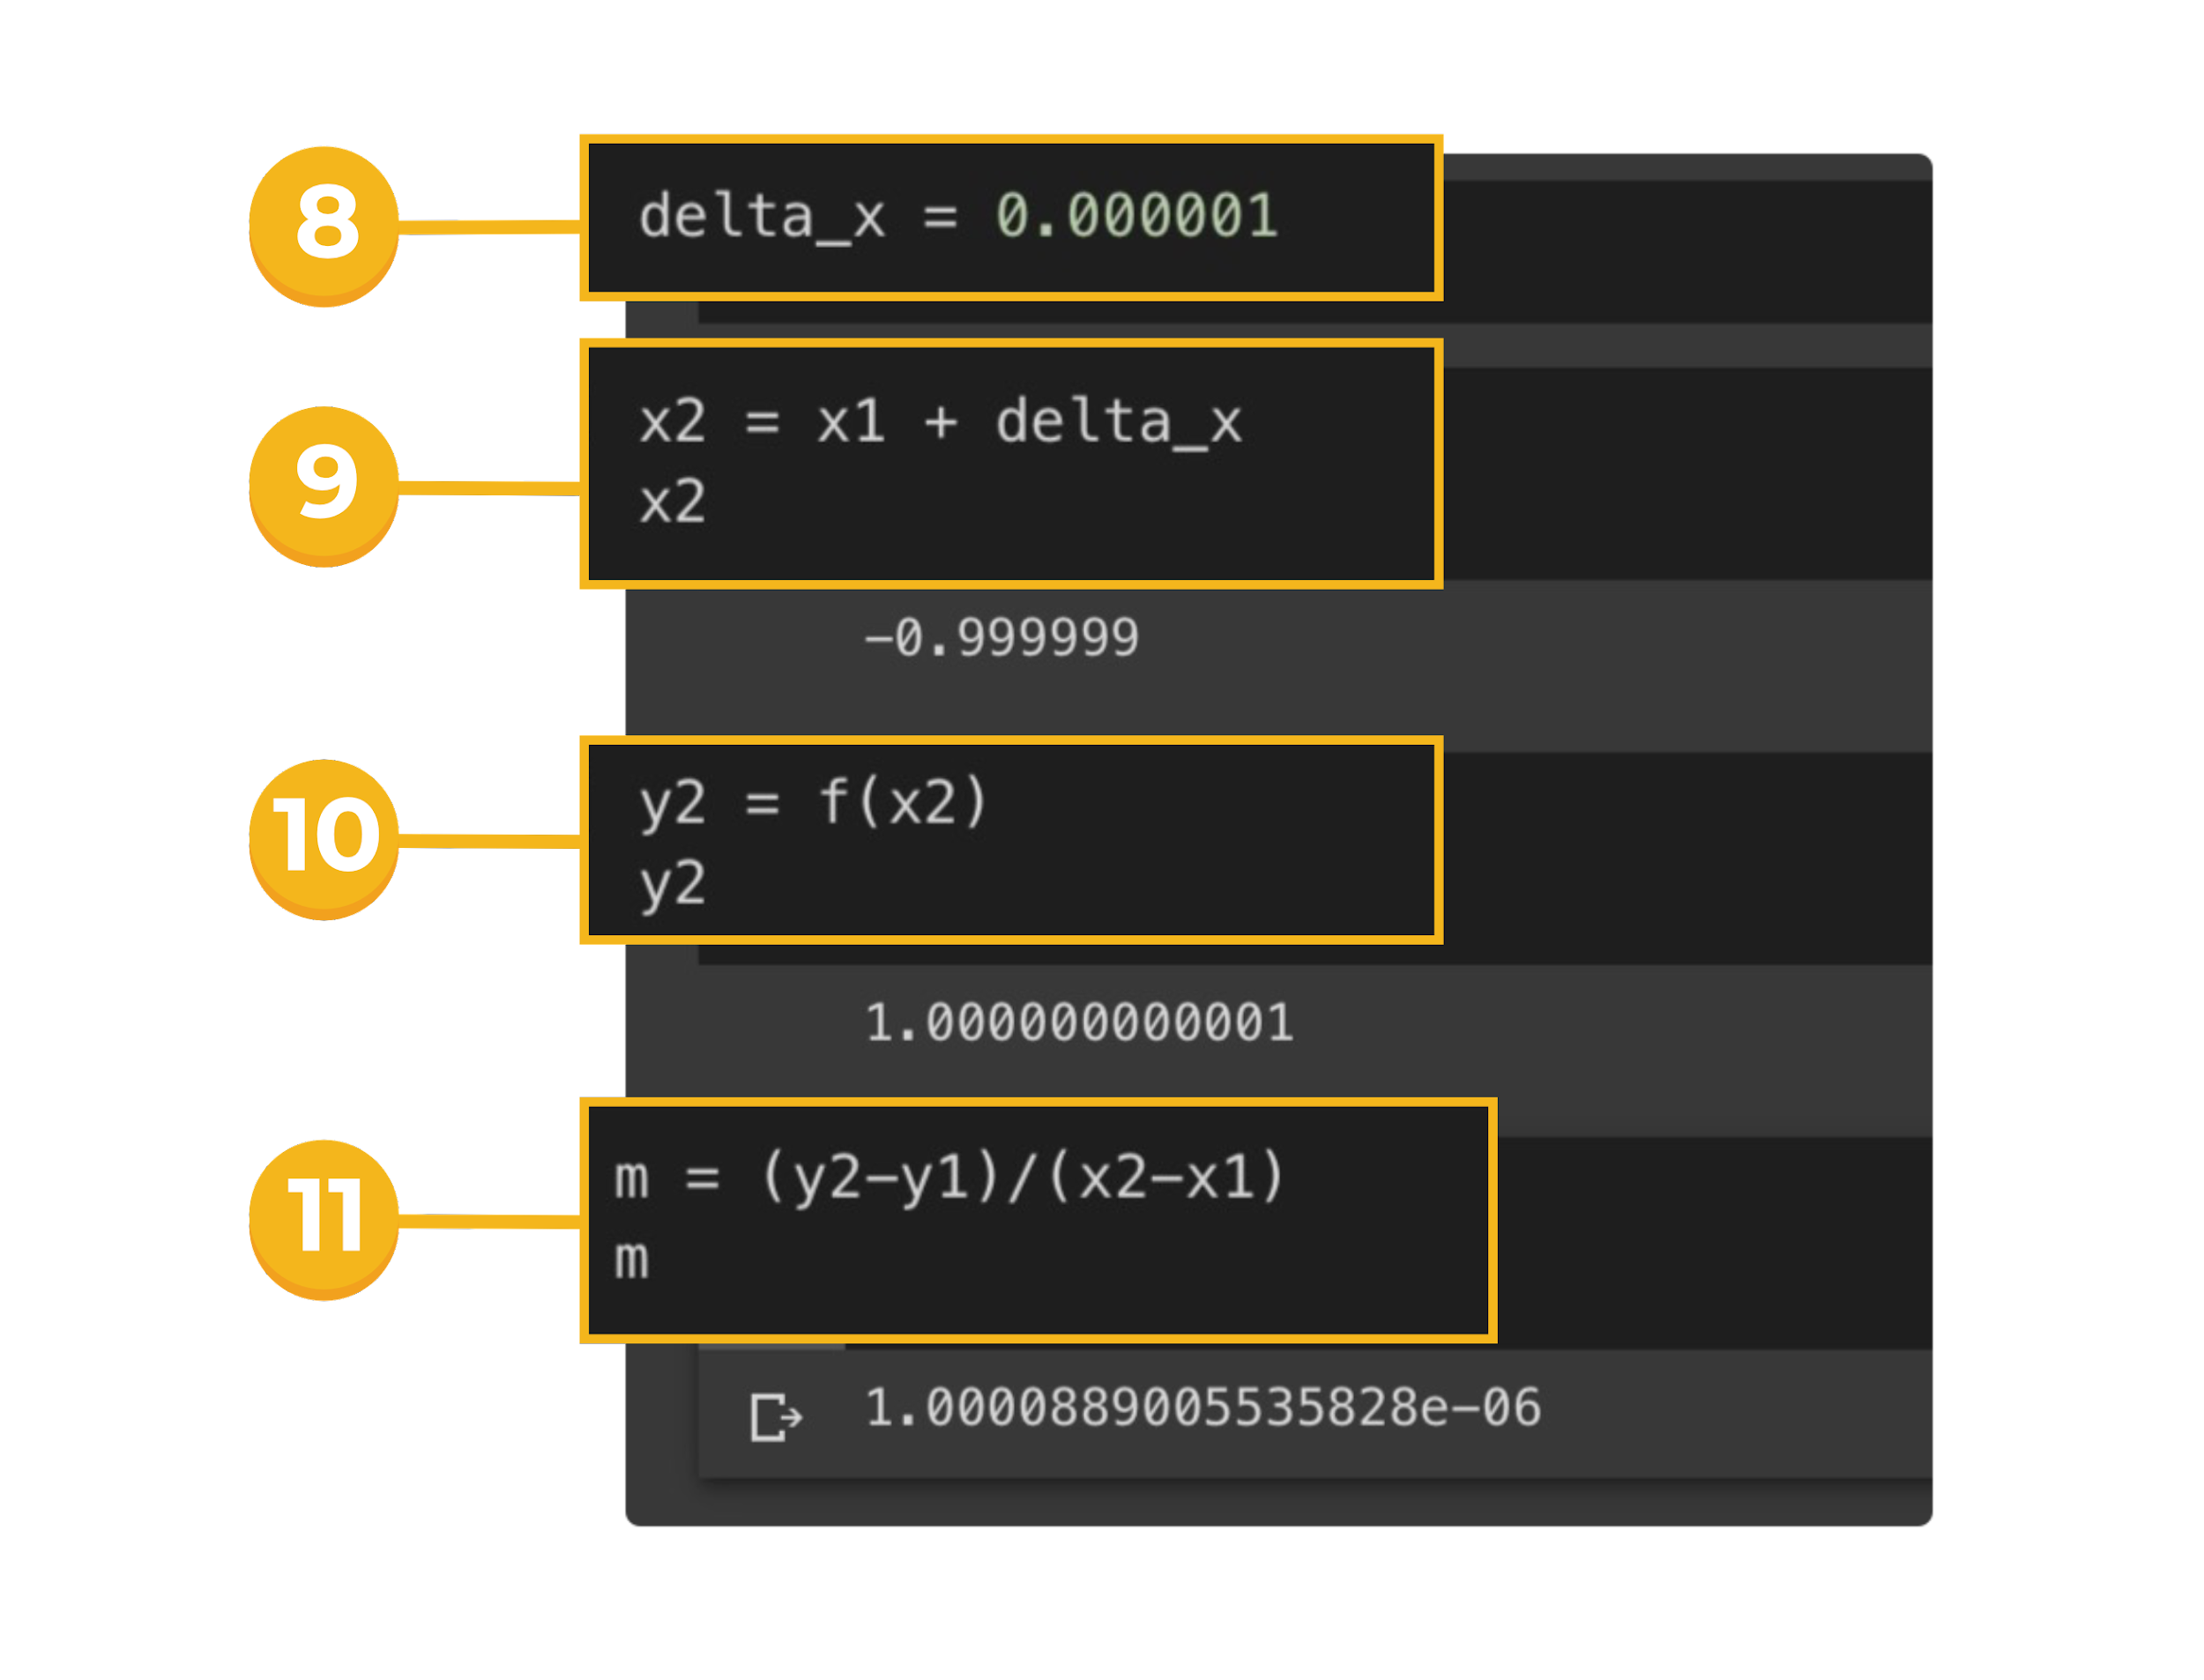 8
delta_x = 0.000001
9
x2 = x1 + delta_x
x2
-0.999999
10
y2 = f(x2)
y2
1.000000000001
11
m = (y2-y1)/(x2-x1)
m
1.0000889005535828e-06